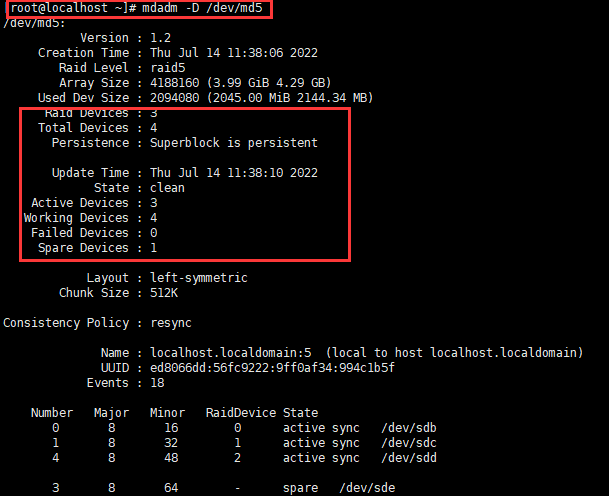 [root@localhost ~]# mdadm -D /dev/md5
/dev/md5:
Version : 1.2
Creation Time : Thu Jul 14 11:38:06 2022
Raid Level : raid5
Array Size : 4188160 (3.99 GiB 4.29 GB)
Used Dev Size : 2094080 (2045.00 MiB 2144.34 MB)
Raid Devices : 3
Total Devices : 4
Persistence : Superblock is persistent
Update Time : Thu Jul 14 11:38:10 2022
State : clean
Active Devices : 3
Working Devices : 4
Failed Devices : 0
Spare Devices : 1
Layout : left-symmetric
Chunk Size : 512K
Consistency Policy : resync
Name : localhost.localdomain:5 (local to host localhost.localdomain)
UUID : ed8066dd:56fc9222:9ff0af34:994c1b5f
Events : 18
Number Major Minor RaidDevice State
0 8 16 0 active sync /dev/sdb
1 8 32 1 active sync /dev/sdc
4 8 48 2 active sync /dev/sdd
3 8 64 - spare /dev/sde